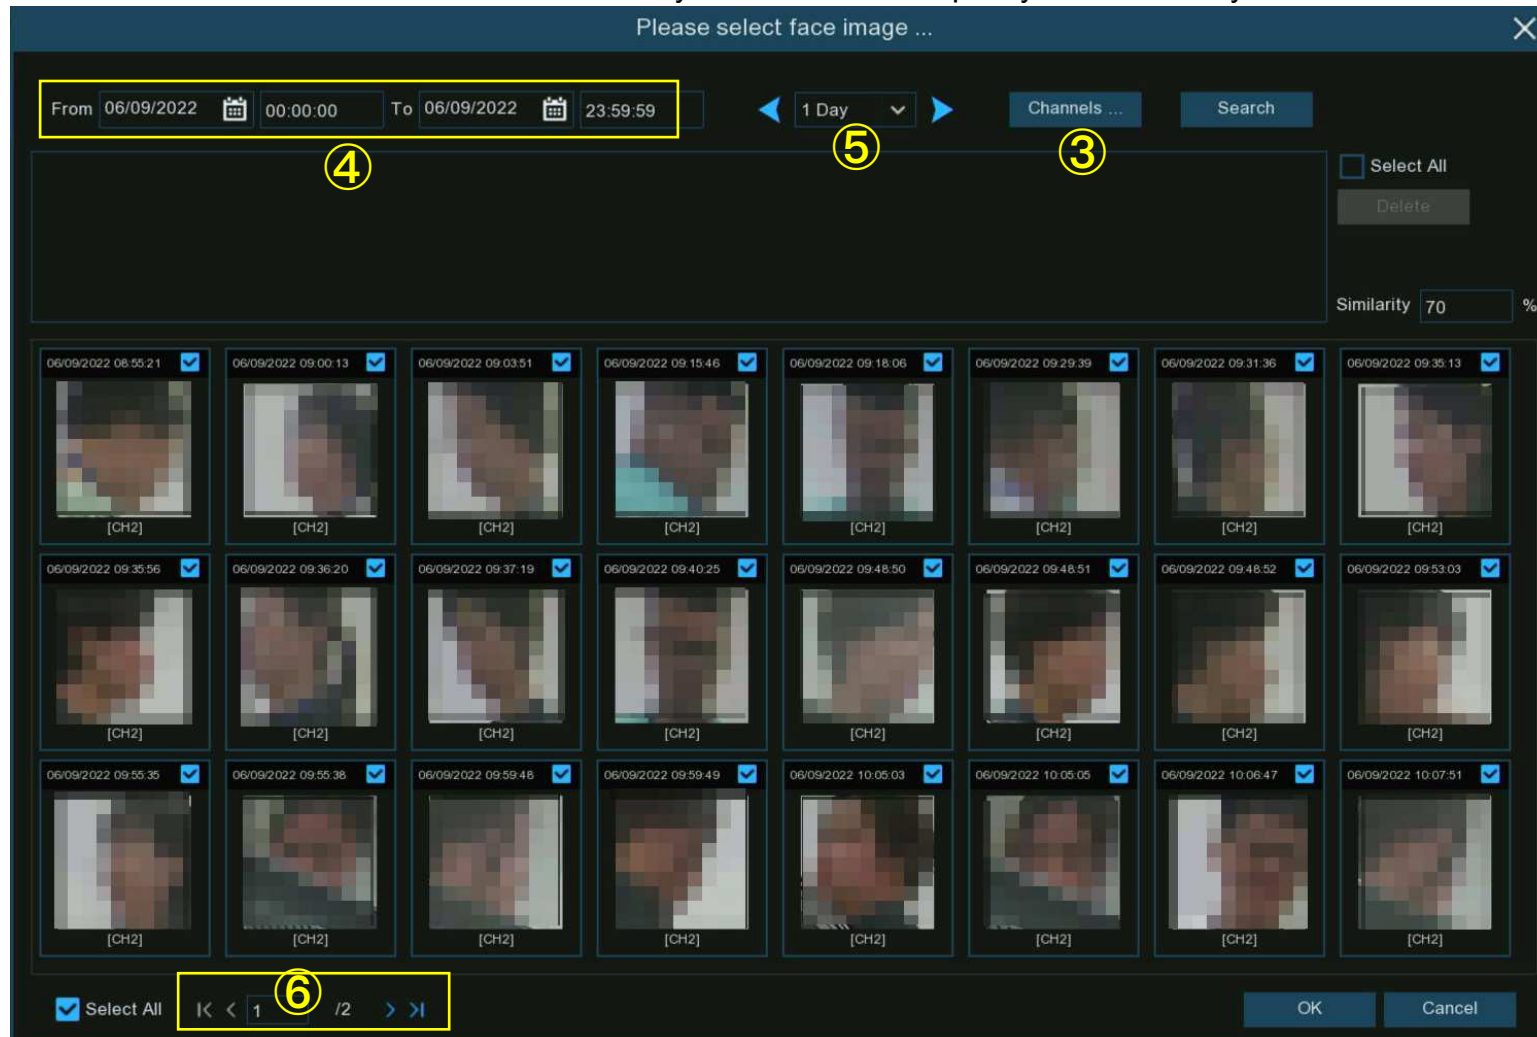 Please select face image ...
From 06/09/2022 00:00:00 To 06/09/2022 23:59:59 1 Day Channels ... Search
④ ⑤ ③
Select All
Delete
Similarity 70 %
06/09/2022 08:55:21 06/09/2022 09:00:13 06/09/2022 09:03:51 06/09/2022 09:15:46 06/09/2022 09:18:06 06/09/2022 09:29:39 06/09/2022 09:31:36 06/09/2022 09:35:13
[CH2] [CH2] [CH2] [CH2] [CH2] [CH2] [CH2] [CH2]
06/09/2022 09:35:56 06/09/2022 09:36:20 06/09/2022 09:37:19 06/09/2022 09:40:25 06/09/2022 09:48:50 06/09/2022 09:48:51 06/09/2022 09:48:52 06/09/2022 09:53:03
[CH2] [CH2] [CH2] [CH2] [CH2] [CH2] [CH2] [CH2]
06/09/2022 09:55:35 06/09/2022 09:55:38 06/09/2022 09:59:48 06/09/2022 09:59:49 06/09/2022 10:05:03 06/09/2022 10:05:05 06/09/2022 10:06:47 06/09/2022 10:07:51
[CH2] [CH2] [CH2] [CH2] [CH2] [CH2] [CH2] [CH2]
⑥
Select All 1 /2 OK Cancel